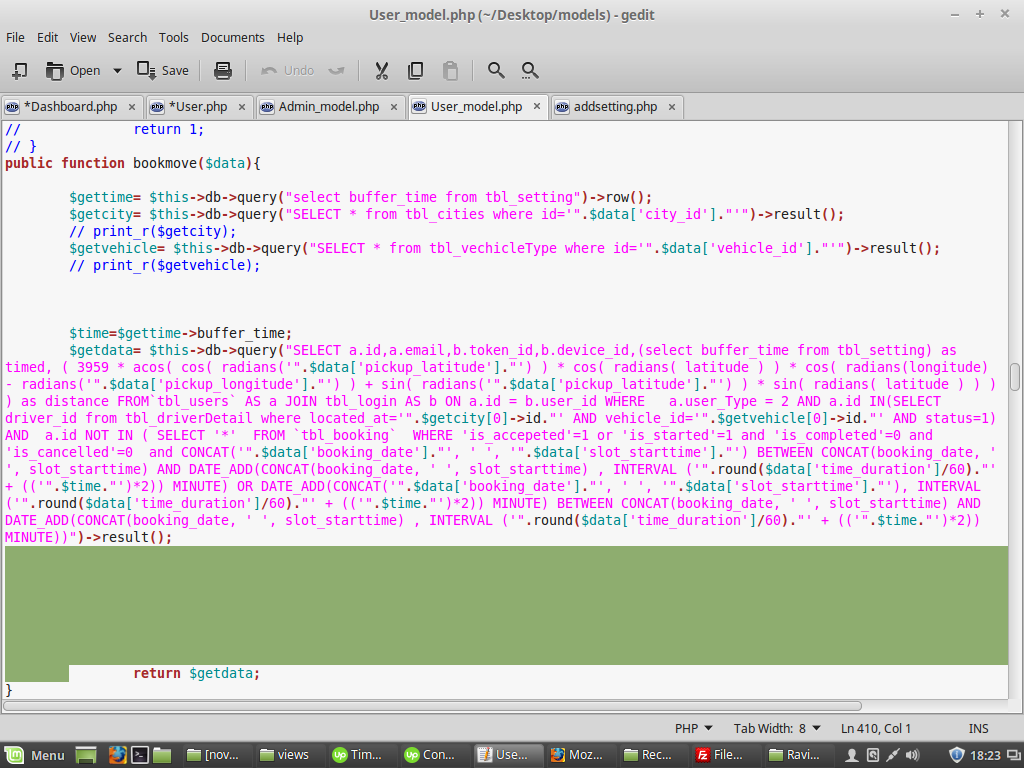 User_model.php (~/Desktop/models) - gedit
File Edit View Search Tools Documents Help
Open Save Undo
*Dashboard.php × *User.php × Admin_model.php × User_model.php × addsetting.php ×
//              return 1;
// }
public function bookmove($data){
$gettime= $this->db->query("select buffer_time from tbl_setting")->row();
$getcity= $this->db->query("SELECT * from tbl_cities where id='".$data['city_id']."'")->result();
// print_r($getcity);
$getvehicle= $this->db->query("SELECT * from tbl_vechicleType where id='".$data['vehicle_id']."'")->result();
// print_r($getvehicle);
$time=$gettime->buffer_time;
$getdata= $this->db->query("SELECT a.id,a.email,b.token_id,b.device_id,(select buffer_time from tbl_setting) as
timed, ( 3959 * acos( cos( radians('".$data['pickup_latitude']."') ) * cos( radians( latitude ) ) * cos( radians(longitude)
- radians('".$data['pickup_longitude']."') ) + sin( radians('".$data['pickup_latitude']."') ) * sin( radians( latitude ) ) )
) as distance FROM`tbl_users` AS a JOIN tbl_login AS b ON a.id = b.user_id WHERE   a.user_Type = 2 AND a.id IN(SELECT
driver_id from tbl_driverDetail where located_at='".$getcity[0]->id."' AND vehicle_id='".$getvehicle[0]->id."' AND status=1)
AND  a.id NOT IN ( SELECT '*'  FROM `tbl_booking`  WHERE 'is_accepeted'=1 or 'is_started'=1 and 'is_completed'=0 and
'is_cancelled'=0  and CONCAT('".$data['booking_date']."', ' ', '".$data['slot_starttime']."') BETWEEN CONCAT(booking_date, '
', slot_starttime) AND DATE_ADD(CONCAT(booking_date, ' ', slot_starttime) , INTERVAL ('".round($data['time_duration']/60)."'
+ (('".$time."')*2)) MINUTE) OR DATE_ADD(CONCAT('".$data['booking_date']."', ' ', '".$data['slot_starttime']."'), INTERVAL
('".round($data['time_duration']/60)."' + (('".$time."')*2)) MINUTE) BETWEEN CONCAT(booking_date, ' ', slot_starttime) AND
DATE_ADD(CONCAT(booking_date, ' ', slot_starttime) , INTERVAL ('".round($data['time_duration']/60)."' + (('".$time."')*2))
MINUTE))")->result();
return $getdata;
}
PHP Tab Width: 8 Ln 410, Col 1 INS
Menu [nov... views Tim... Con... Use... Moz... Rec... File... Ravi... 18:23